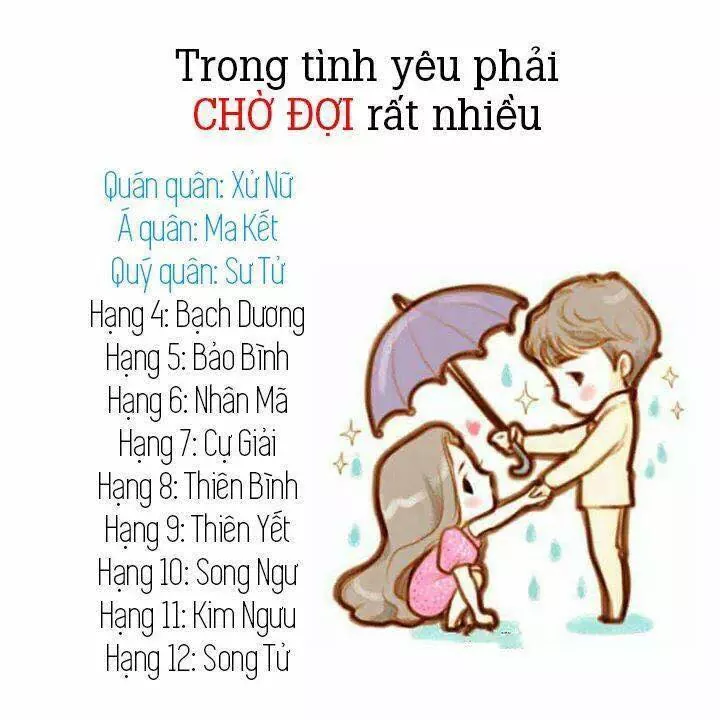 Trong tình yêu phải
CHỜ ĐỢI rất nhiều
Quán quân: Xử Nữ
Á quân: Ma Kết
Quý quân: Sư Tử
Hạng 4: Bạch Dương
Hạng 5: Bảo Bình
Hạng 6: Nhân Mã
Hạng 7: Cự Giải
Hạng 8: Thiên Bình
Hạng 9: Thiên Yết
Hạng 10: Song Ngư
Hạng 11: Kim Ngưu
Hạng 12: Song Tử